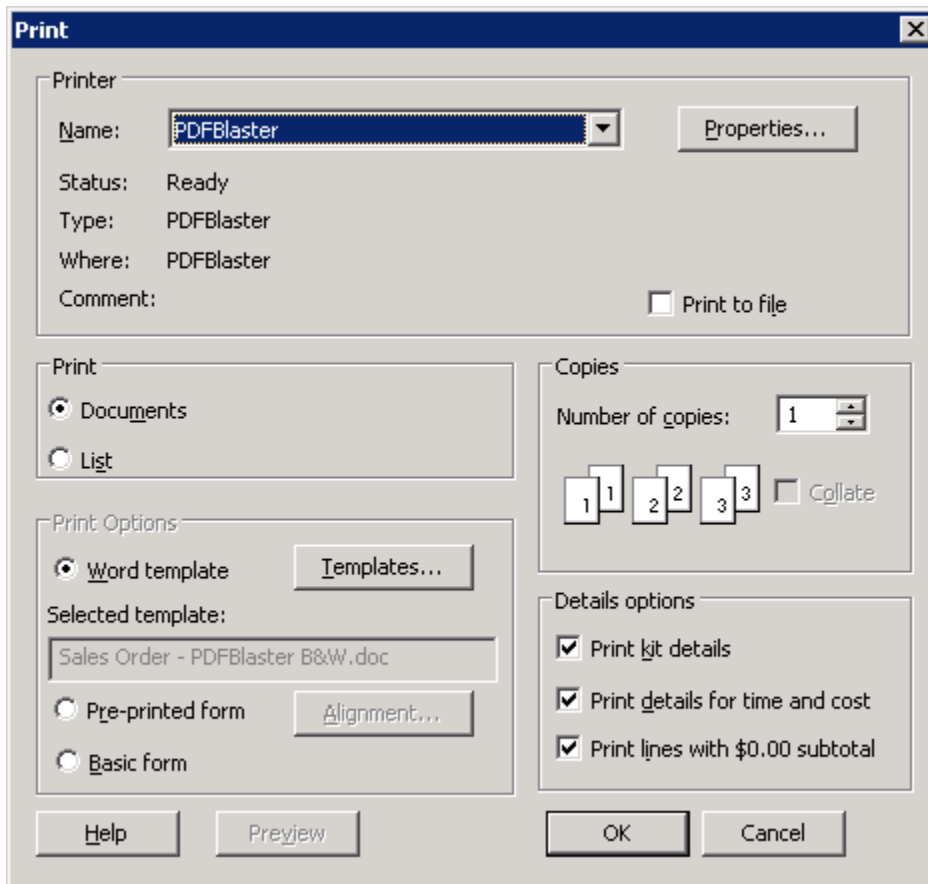 Print
Printer
Name: PDFBlaster Properties...
Status: Ready
Type: PDFBlaster
Where: PDFBlaster
Comment:
Print to file
Print
Documents
List
Copies
Number of copies: 1
1 1 2 2 3 3 Collate
Print Options
Word template Templates...
Selected template:
Sales Order - PDFBlaster B&W.doc
Pre-printed form Alignment...
Basic form
Details options
Print kit details
Print details for time and cost
Print lines with $0.00 subtotal
Help Preview OK Cancel